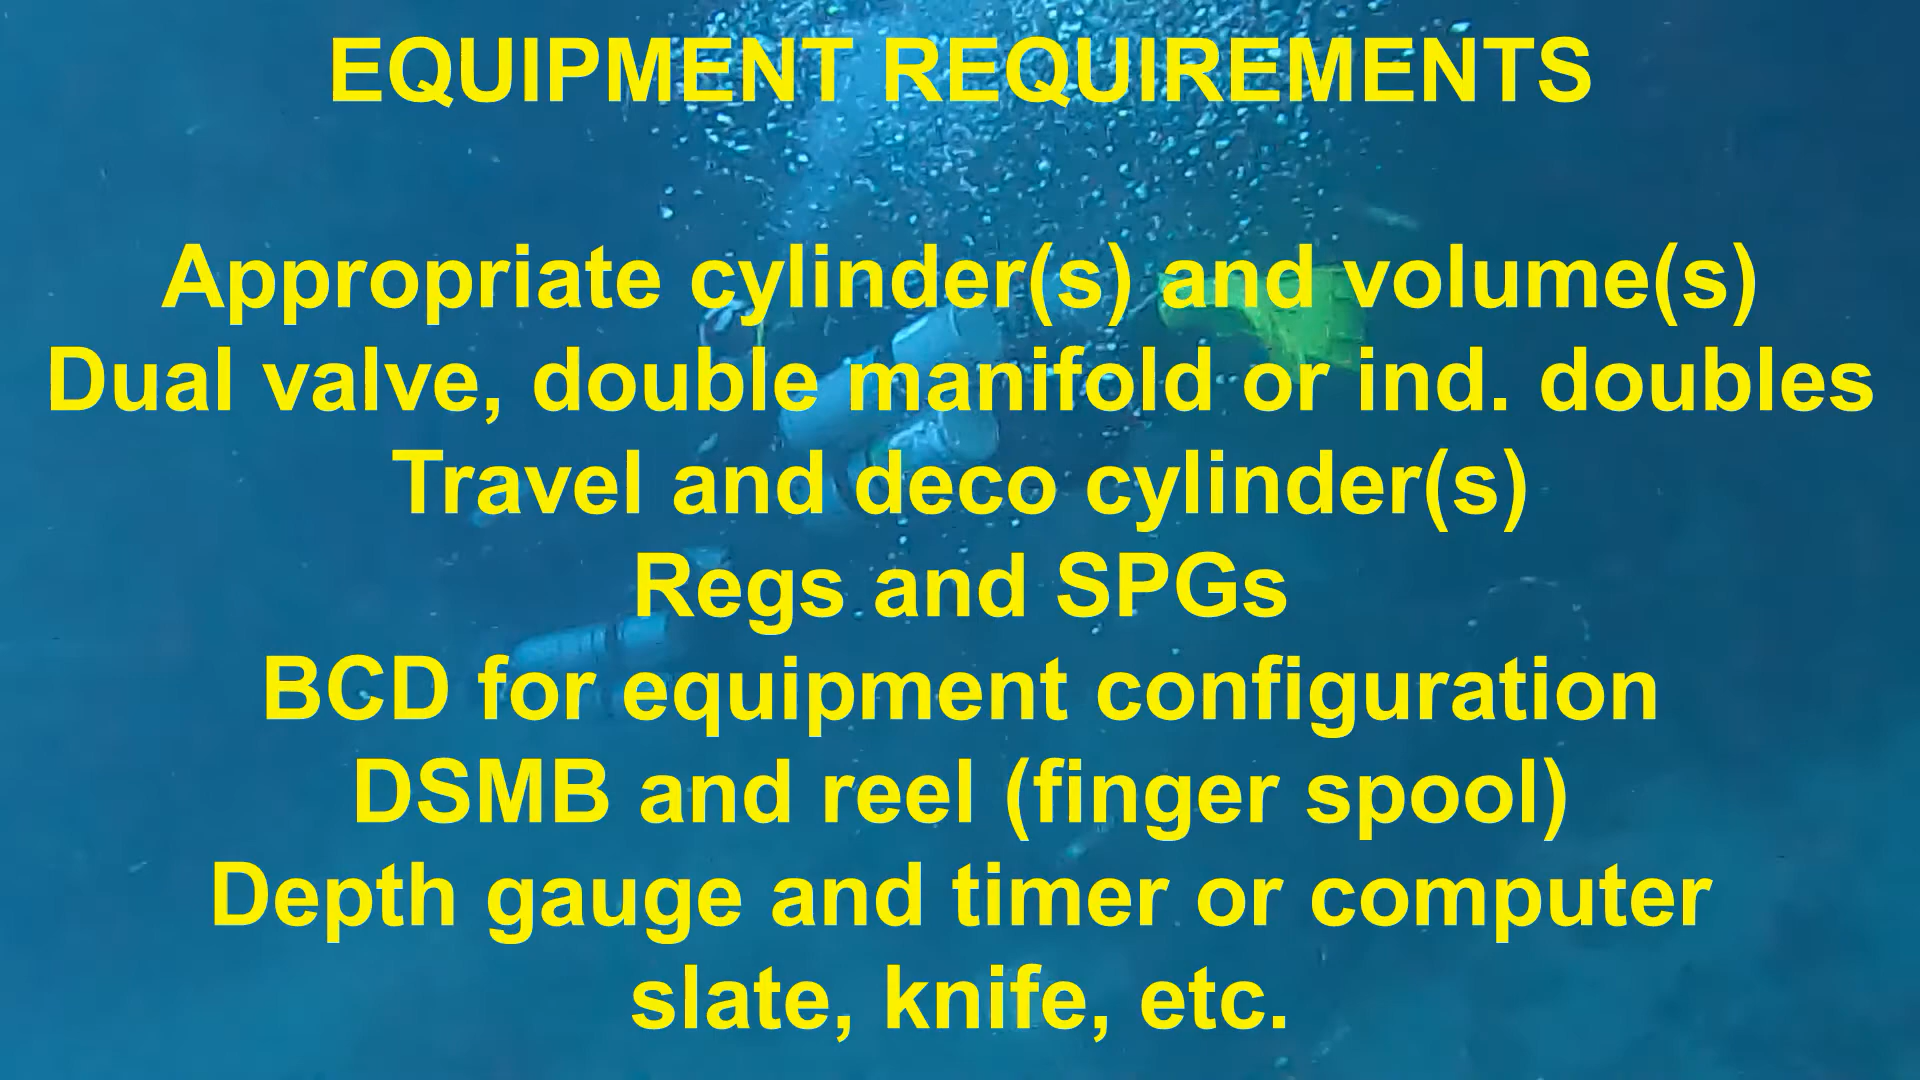 EQUIPMENT REQUIREMENTS
Appropriate cylinder(s) and volume(s)
Dual valve, double manifold or ind. doubles
Travel and deco cylinder(s)
Regs and SPGs
BCD for equipment configuration
DSMB and reel (finger spool)
Depth gauge and timer or computer
slate, knife, etc.